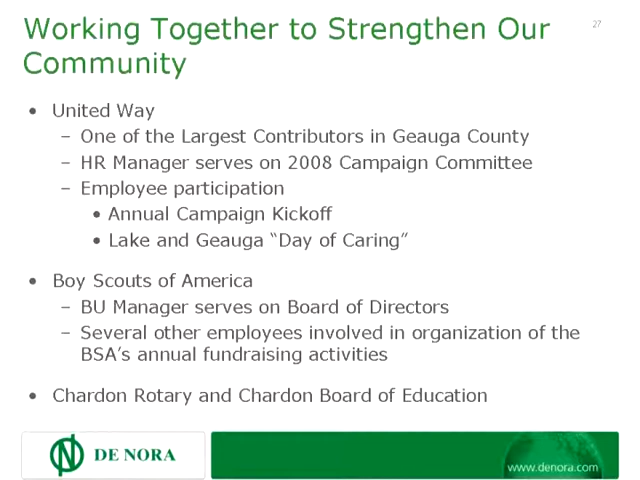 Working Together to Strengthen Our
Community
27
• United Way
– One of the Largest Contributors in Geauga County
– HR Manager serves on 2008 Campaign Committee
– Employee participation
• Annual Campaign Kickoff
• Lake and Geauga “Day of Caring”
• Boy Scouts of America
– BU Manager serves on Board of Directors
– Several other employees involved in organization of the
BSA’s annual fundraising activities
• Chardon Rotary and Chardon Board of Education
DE NORA
www.denora.com